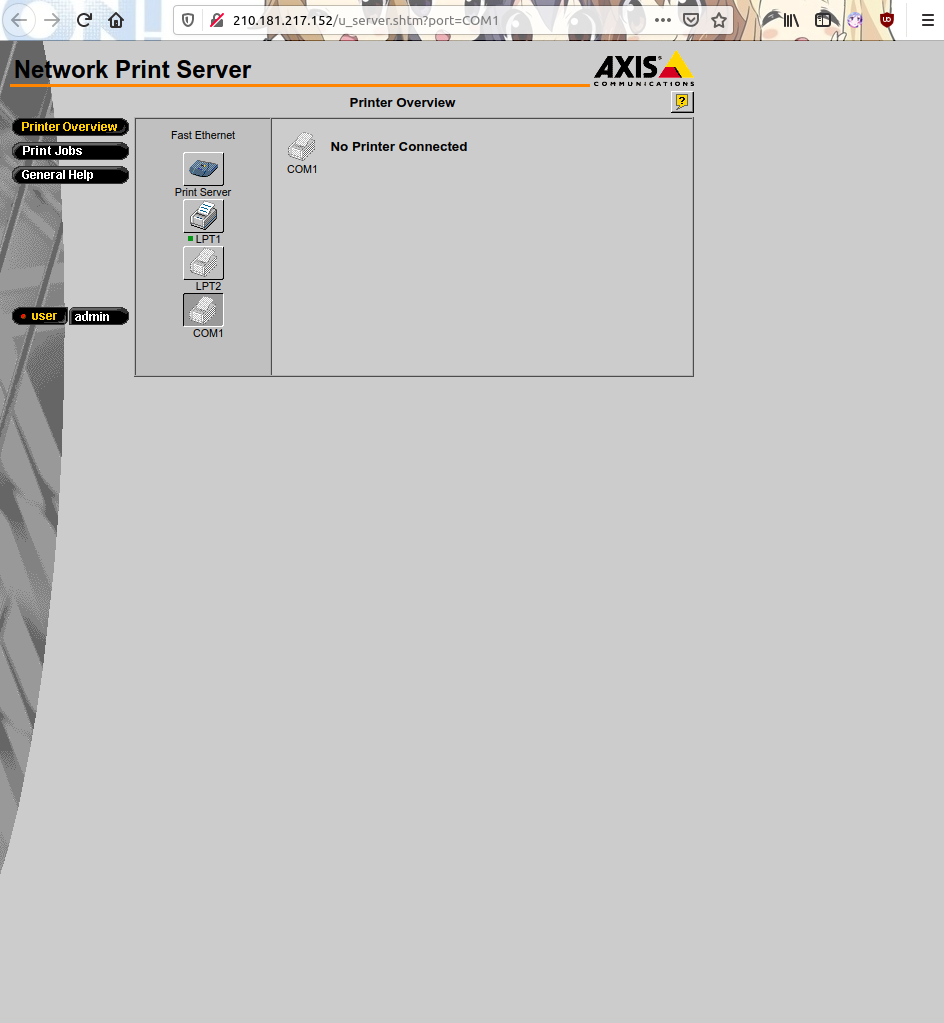 210.181.217.152/u_server.shtm?port=COM1
Network Print Server
AXIS
COMMUNICATIONS
Printer Overview
?
Printer Overview
Print Jobs
General Help
user admin
Fast Ethernet
Print Server
LPT1
LPT2
COM1
No Printer Connected
COM1